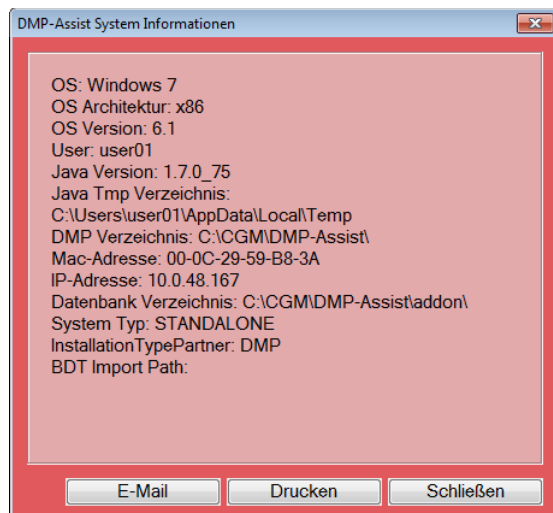 DMP-Assist System Informationen
OS: Windows 7
OS Architektur: x86
OS Version: 6.1
User: user01
Java Version: 1.7.0_75
Java Tmp Verzeichnis:
C:\Users\user01\AppData\Local\Temp
DMP Verzeichnis: C:\CGM\DMP-Assist\
Mac-Adresse: 00-0C-29-59-B8-3A
IP-Adresse: 10.0.48.167
Datenbank Verzeichnis: C:\CGM\DMP-Assist\addon\
System Typ: STANDALONE
InstallationTypePartner: DMP
BDT Import Path:
E-Mail Drucken Schließen